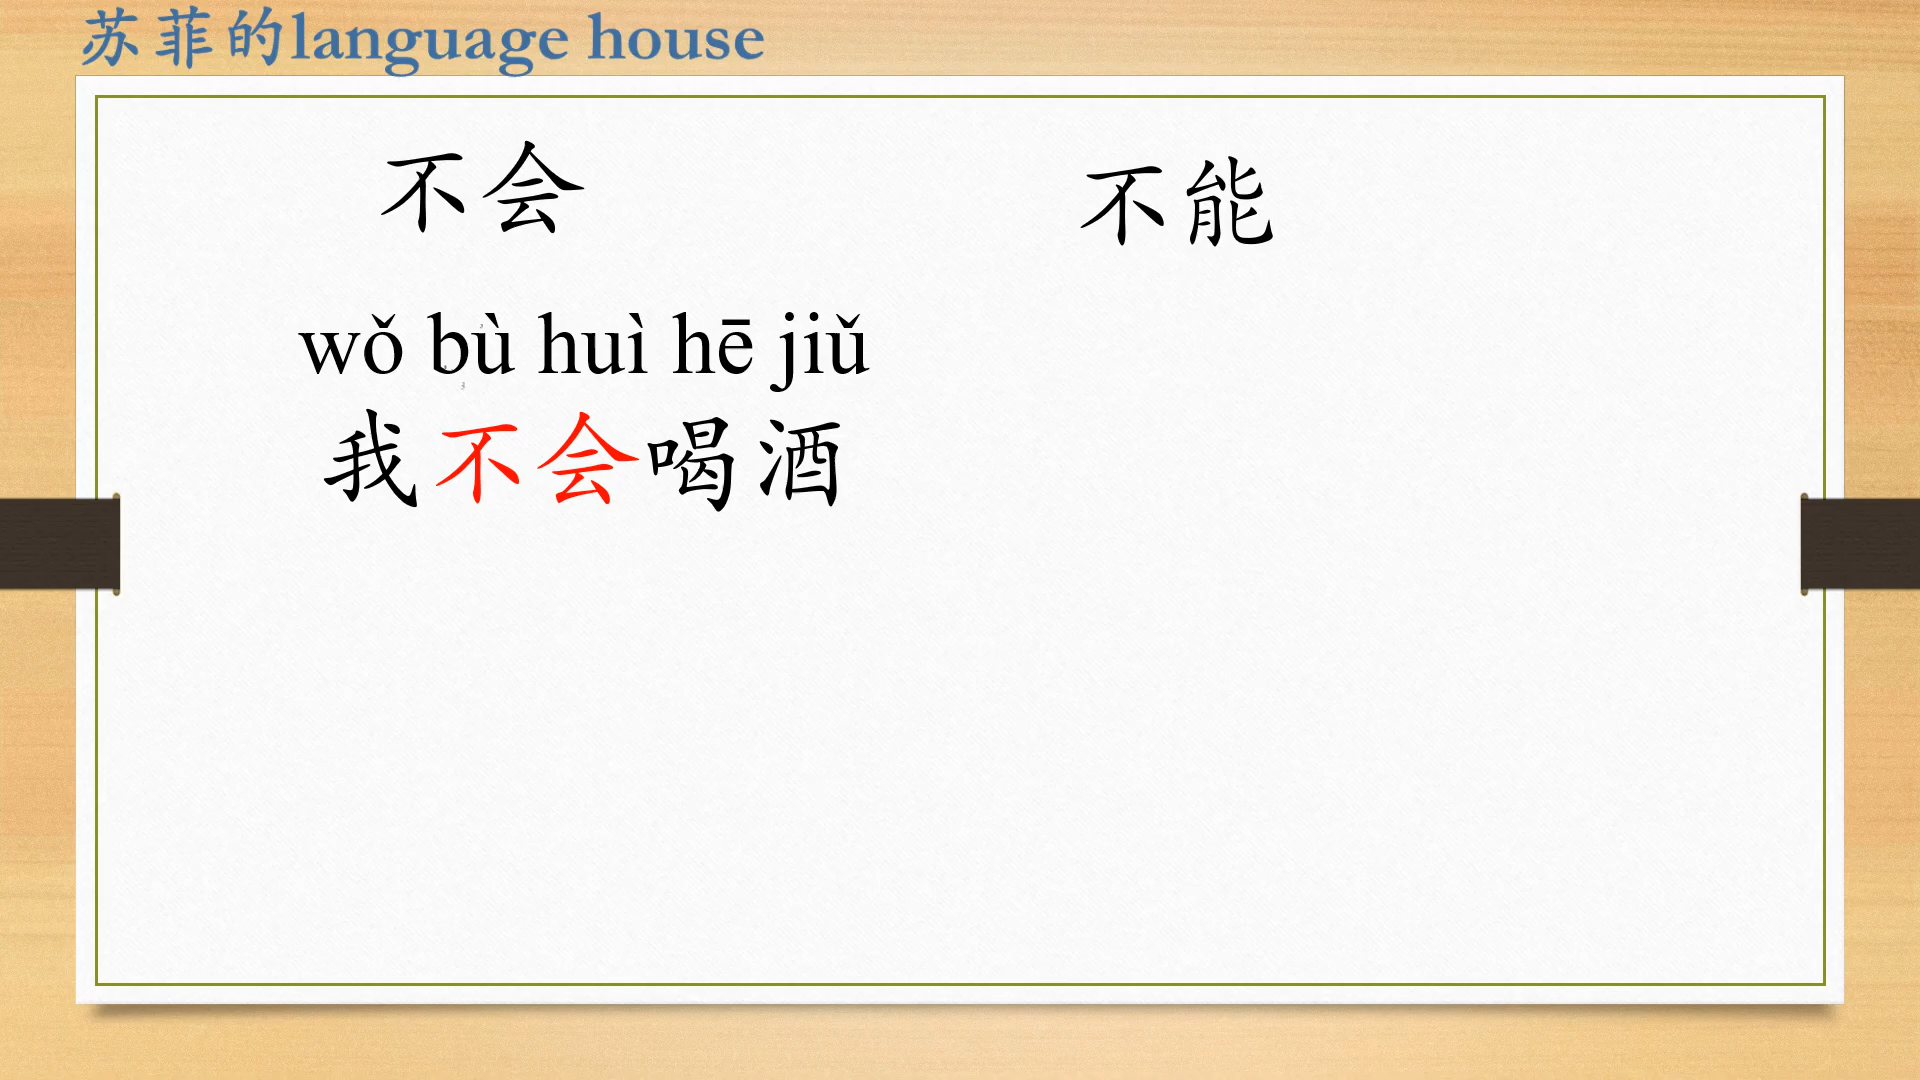 苏菲的language house
不会 不能
wǒ bù huì hē jiǔ
我不会喝酒